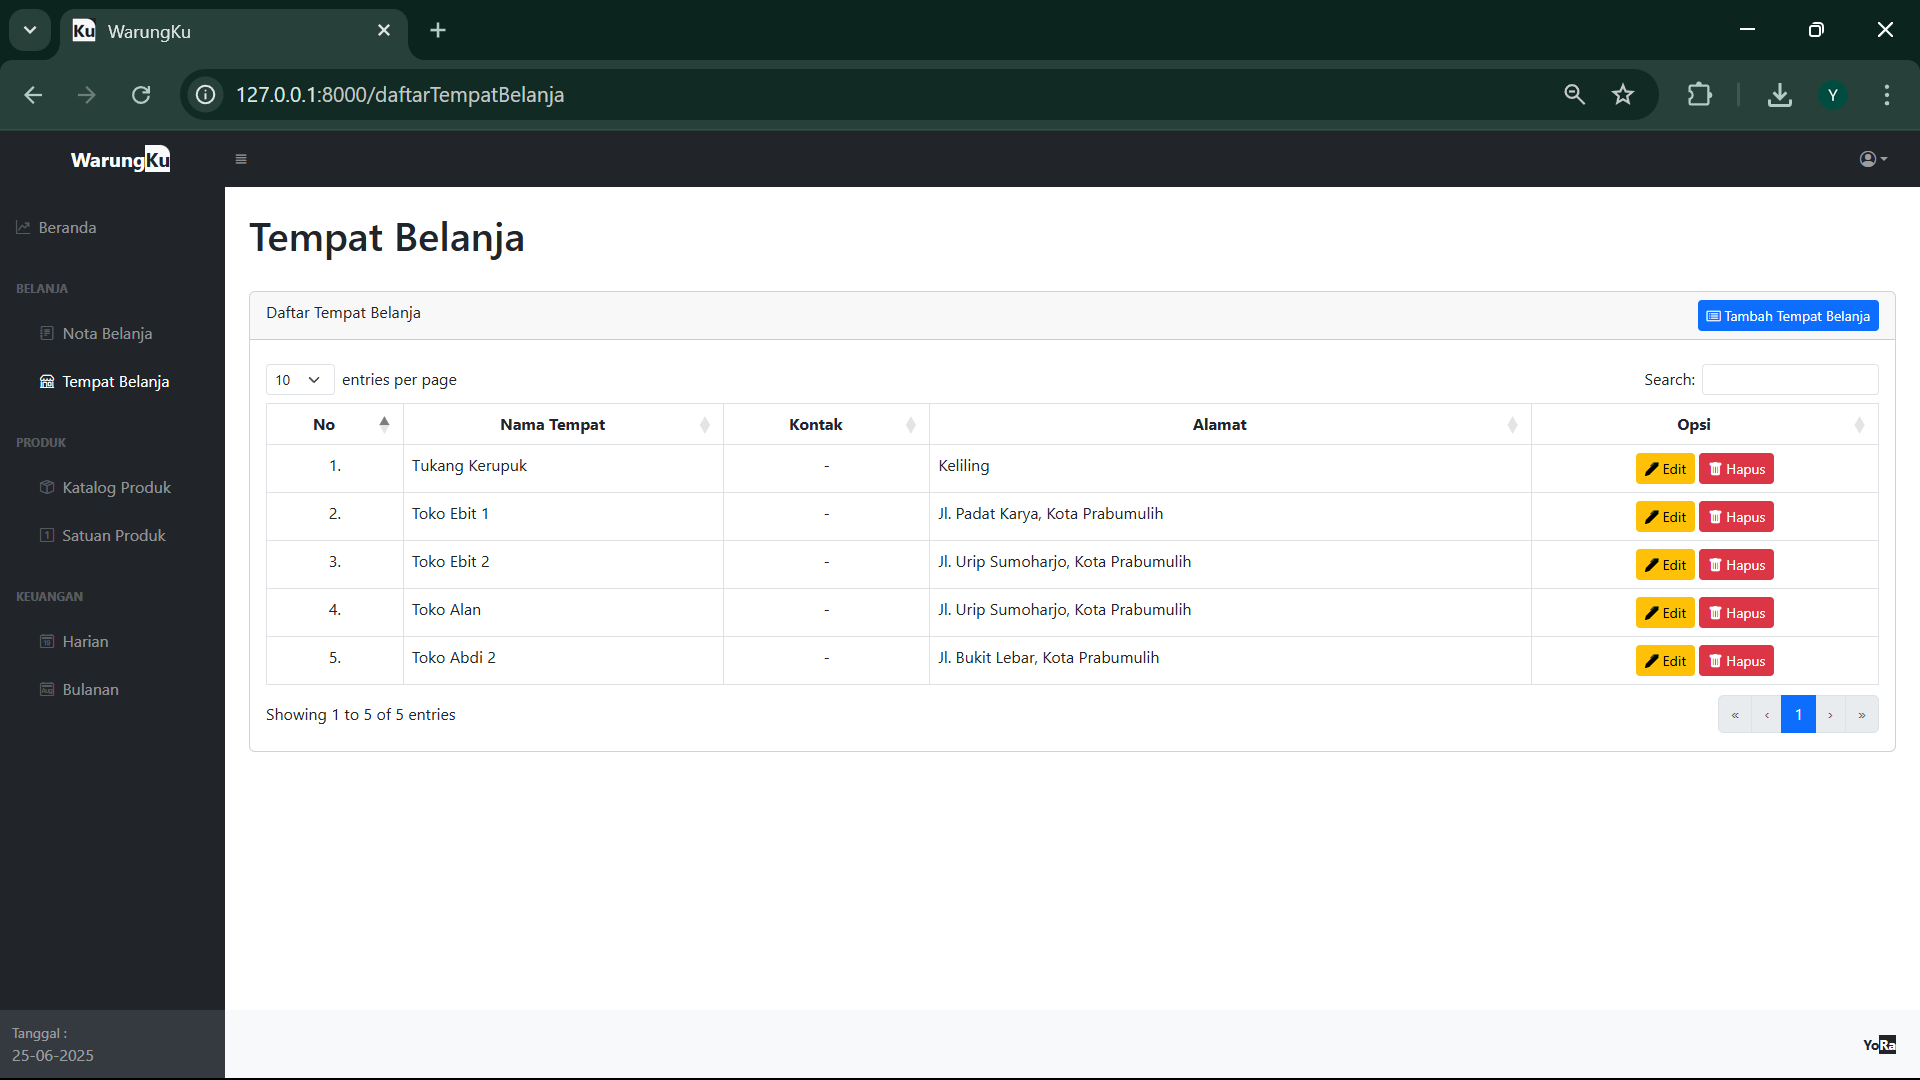 Ku WarungKu
127.0.0.1:8000/daftarTempatBelanja
Y
WarungKu
Beranda
BELANJA
Nota Belanja
Tempat Belanja
PRODUK
Katalog Produk
Satuan Produk
KEUANGAN
Harian
Bulanan
Tanggal :
25-06-2025
Tempat Belanja
Daftar Tempat Belanja
Tambah Tempat Belanja
10 entries per page
Search:
No Nama Tempat Kontak Alamat Opsi
1. Tukang Kerupuk - Keliling Edit Hapus
2. Toko Ebit 1 - Jl. Padat Karya, Kota Prabumulih Edit Hapus
3. Toko Ebit 2 - Jl. Urip Sumoharjo, Kota Prabumulih Edit Hapus
4. Toko Alan - Jl. Urip Sumoharjo, Kota Prabumulih Edit Hapus
5. Toko Abdi 2 - Jl. Bukit Lebar, Kota Prabumulih Edit Hapus
Showing 1 to 5 of 5 entries
« ‹ 1 › »
YoRa